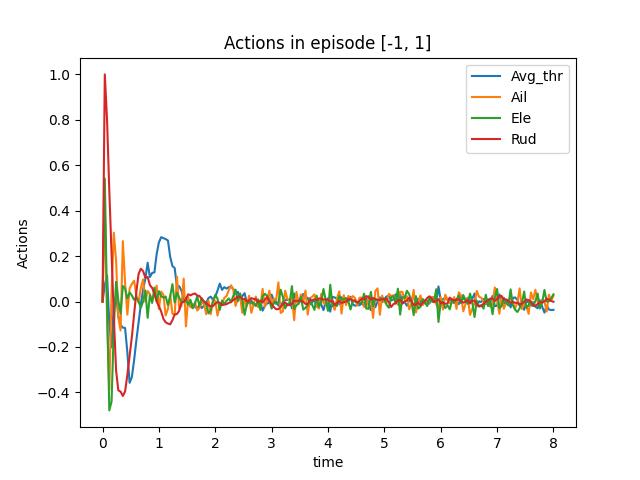 Actions in episode [-1, 1]
Avg_thr
Ail
Ele
Rud
Actions
1.0
0.8
0.6
0.4
0.2
0.0
−0.2
−0.4
0 1 2 3 4 5 6 7 8
time